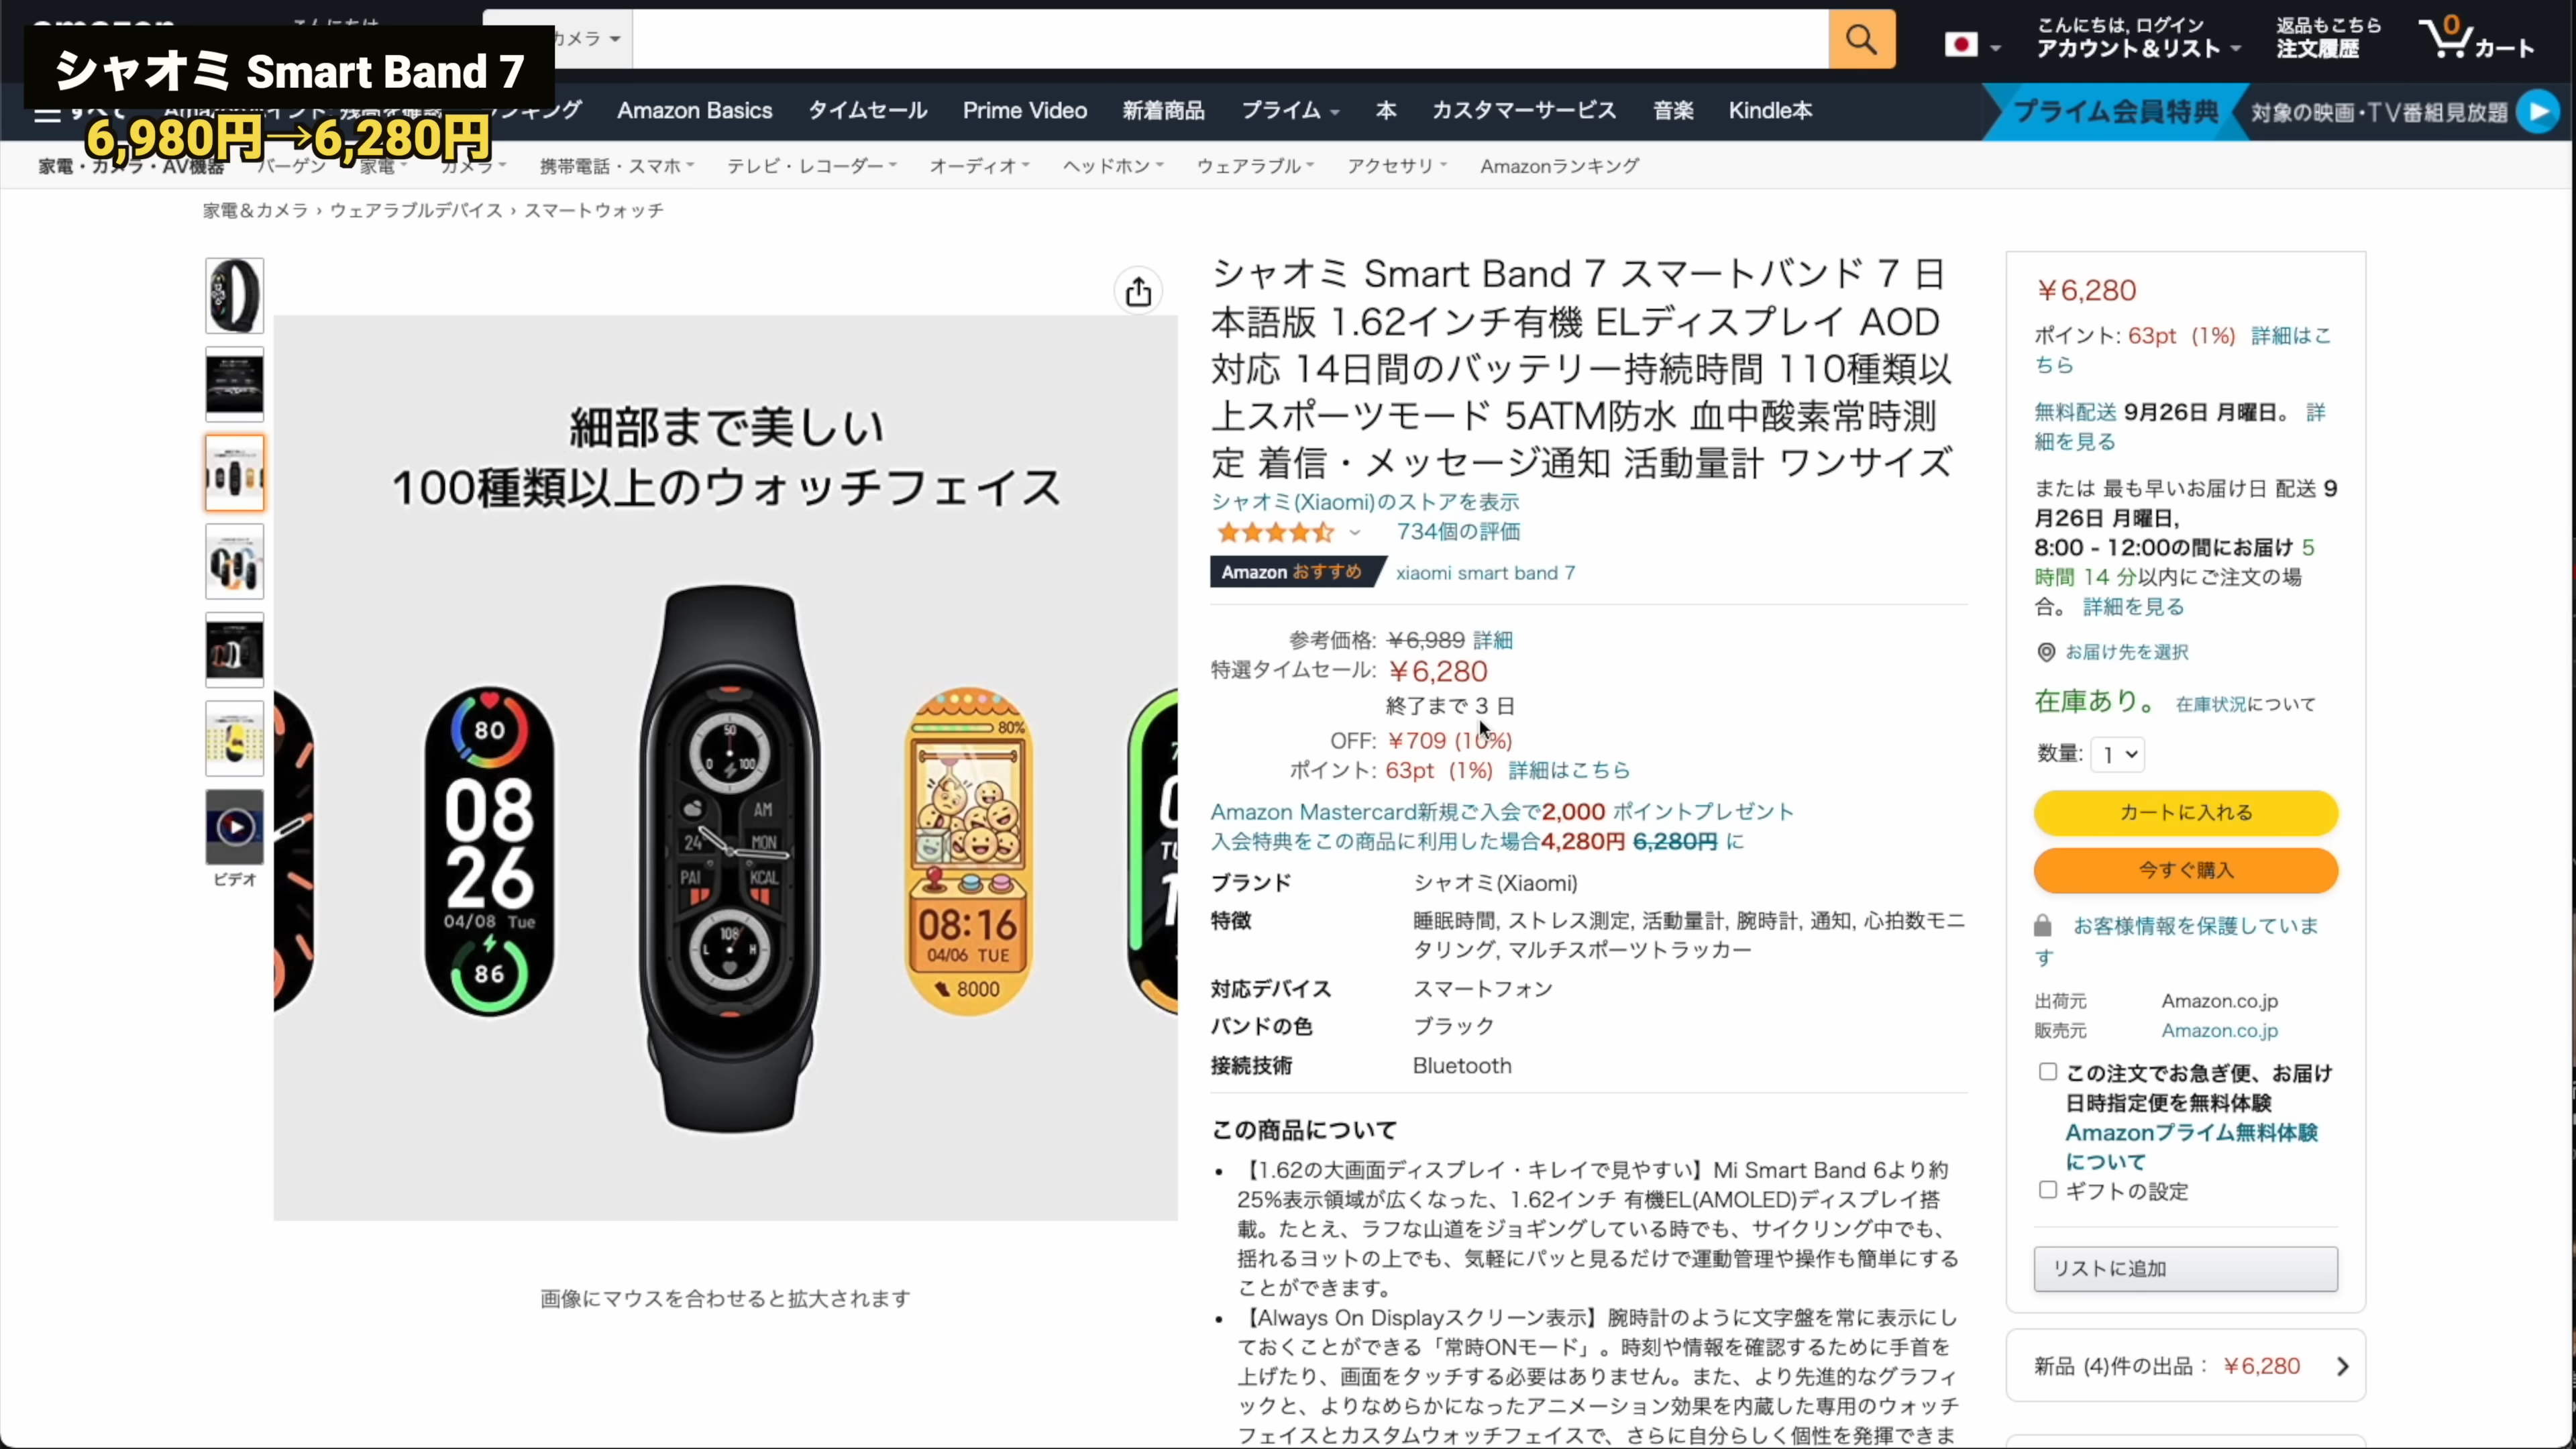 シャオミ Smart Band 7
6,980円→6,280円
カメラ
こんにちは, ログイン
アカウント＆リスト
返品もこちら
注文履歴
0
カート
Amazon Basics
タイムセール
Prime Video
新着商品
プライム
本
カスタマーサービス
音楽
Kindle本
プライム会員特典
対象の映画・TV番組見放題
家電・カメラ・AV機器
バーゲン
家電
カメラ
携帯電話・スマホ
テレビ・レコーダー
オーディオ
ヘッドホン
ウェアラブル
アクセサリ
Amazonランキング
家電＆カメラ › ウェアラブルデバイス › スマートウォッチ
ビデオ
細部まで美しい
100種類以上のウォッチフェイス
80
08
26
04/08 Tue
86
50
0
100
AM
24
MON
PAI
KCAL
108
L
H
80%
08:16
04/06 TUE
8000
画像にマウスを合わせると拡大されます
シャオミ Smart Band 7 スマートバンド 7 日
本語版 1.62インチ有機 ELディスプレイ AOD
対応 14日間のバッテリー持続時間 110種類以
上スポーツモード 5ATM防水 血中酸素常時測
定 着信・メッセージ通知 活動量計 ワンサイズ
シャオミ(Xiaomi)のストアを表示
734個の評価
Amazon おすすめ
xiaomi smart band 7
参考価格: ￥6,989 詳細
特選タイムセール: ￥6,280
終了まで 3 日
OFF: ￥709 (10%)
ポイント: 63pt (1%) 詳細はこちら
Amazon Mastercard新規ご入会で2,000 ポイントプレゼント
入会特典をこの商品に利用した場合4,280円 6,280円 に
ブランド シャオミ(Xiaomi)
特徴 睡眠時間, ストレス測定, 活動量計, 腕時計, 通知, 心拍数モニ
タリング, マルチスポーツトラッカー
対応デバイス スマートフォン
バンドの色 ブラック
接続技術 Bluetooth
この商品について
【1.62の大画面ディスプレイ・キレイで見やすい】Mi Smart Band 6より約
25%表示領域が広くなった、1.62インチ 有機EL(AMOLED)ディスプレイ搭
載。たとえ、ラフな山道をジョギングしている時でも、サイクリング中でも、
揺れるヨットの上でも、気軽にパッと見るだけで運動管理や操作も簡単にする
ことができます。
【Always On Displayスクリーン表示】腕時計のように文字盤を常に表示にし
ておくことができる「常時ONモード」。時刻や情報を確認するために手首を
上げたり、画面をタッチする必要はありません。また、より先進的なグラフィ
ックと、よりなめらかになったアニメーション効果を内蔵した専用のウォッチ
フェイスとカスタムウォッチフェイスで、さらに自分らしく個性を発揮できま
￥6,280
ポイント: 63pt (1%) 詳細はこ
ちら
無料配送 9月26日 月曜日。 詳
細を見る
または 最も早いお届け日 配送 9
月26日 月曜日,
8:00 - 12:00の間にお届け 5
時間 14 分以内にご注文の場
合。 詳細を見る
お届け先を選択
在庫あり。 在庫状況について
数量: 1
カートに入れる
今すぐ購入
お客様情報を保護していま
す
出荷元 Amazon.co.jp
販売元 Amazon.co.jp
この注文でお急ぎ便、お届け
日時指定便を無料体験
Amazonプライム無料体験
について
ギフトの設定
リストに追加
新品 (4)件の出品： ￥6,280